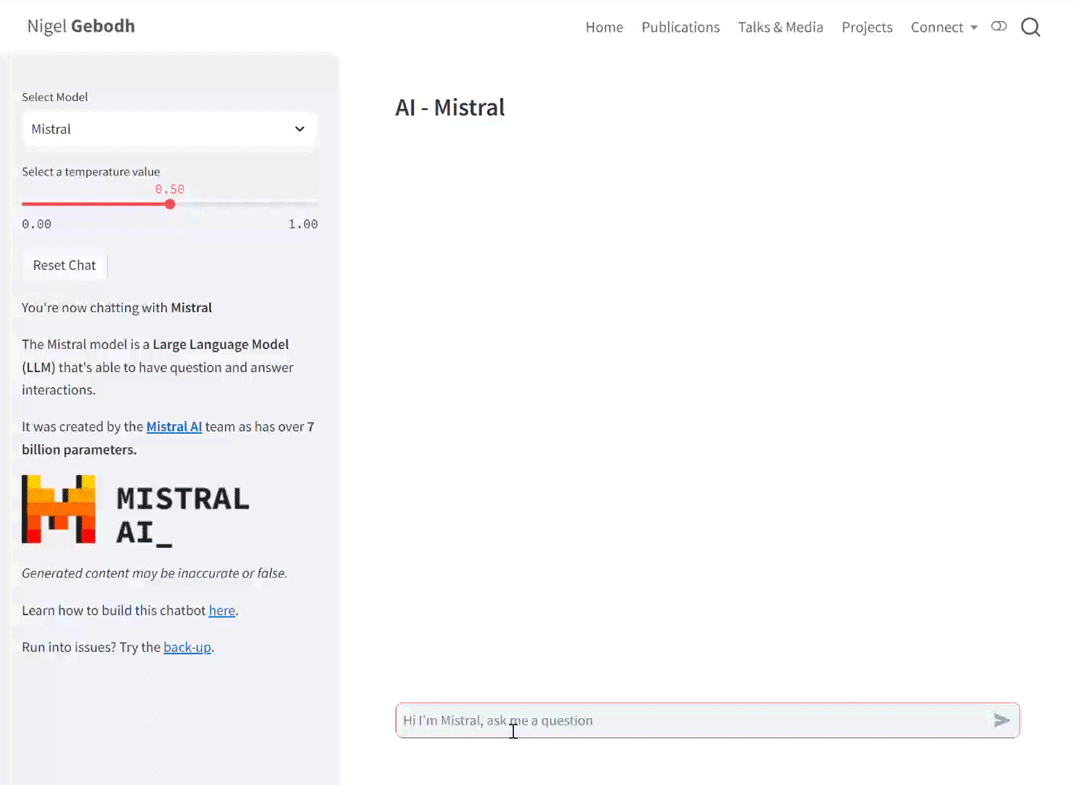 Nigel Gebodh
Home Publications Talks & Media Projects Connect
Select Model
Mistral
Select a temperature value
0.50
0.00 1.00
Reset Chat
You're now chatting with Mistral
The Mistral model is a Large Language Model
(LLM) that's able to have question and answer
interactions.
It was created by the Mistral AI team as has over 7
billion parameters.
MISTRAL
AI_
Generated content may be inaccurate or false.
Learn how to build this chatbot here.
Run into issues? Try the back-up.
AI - Mistral
Hi I'm Mistral, ask me a question